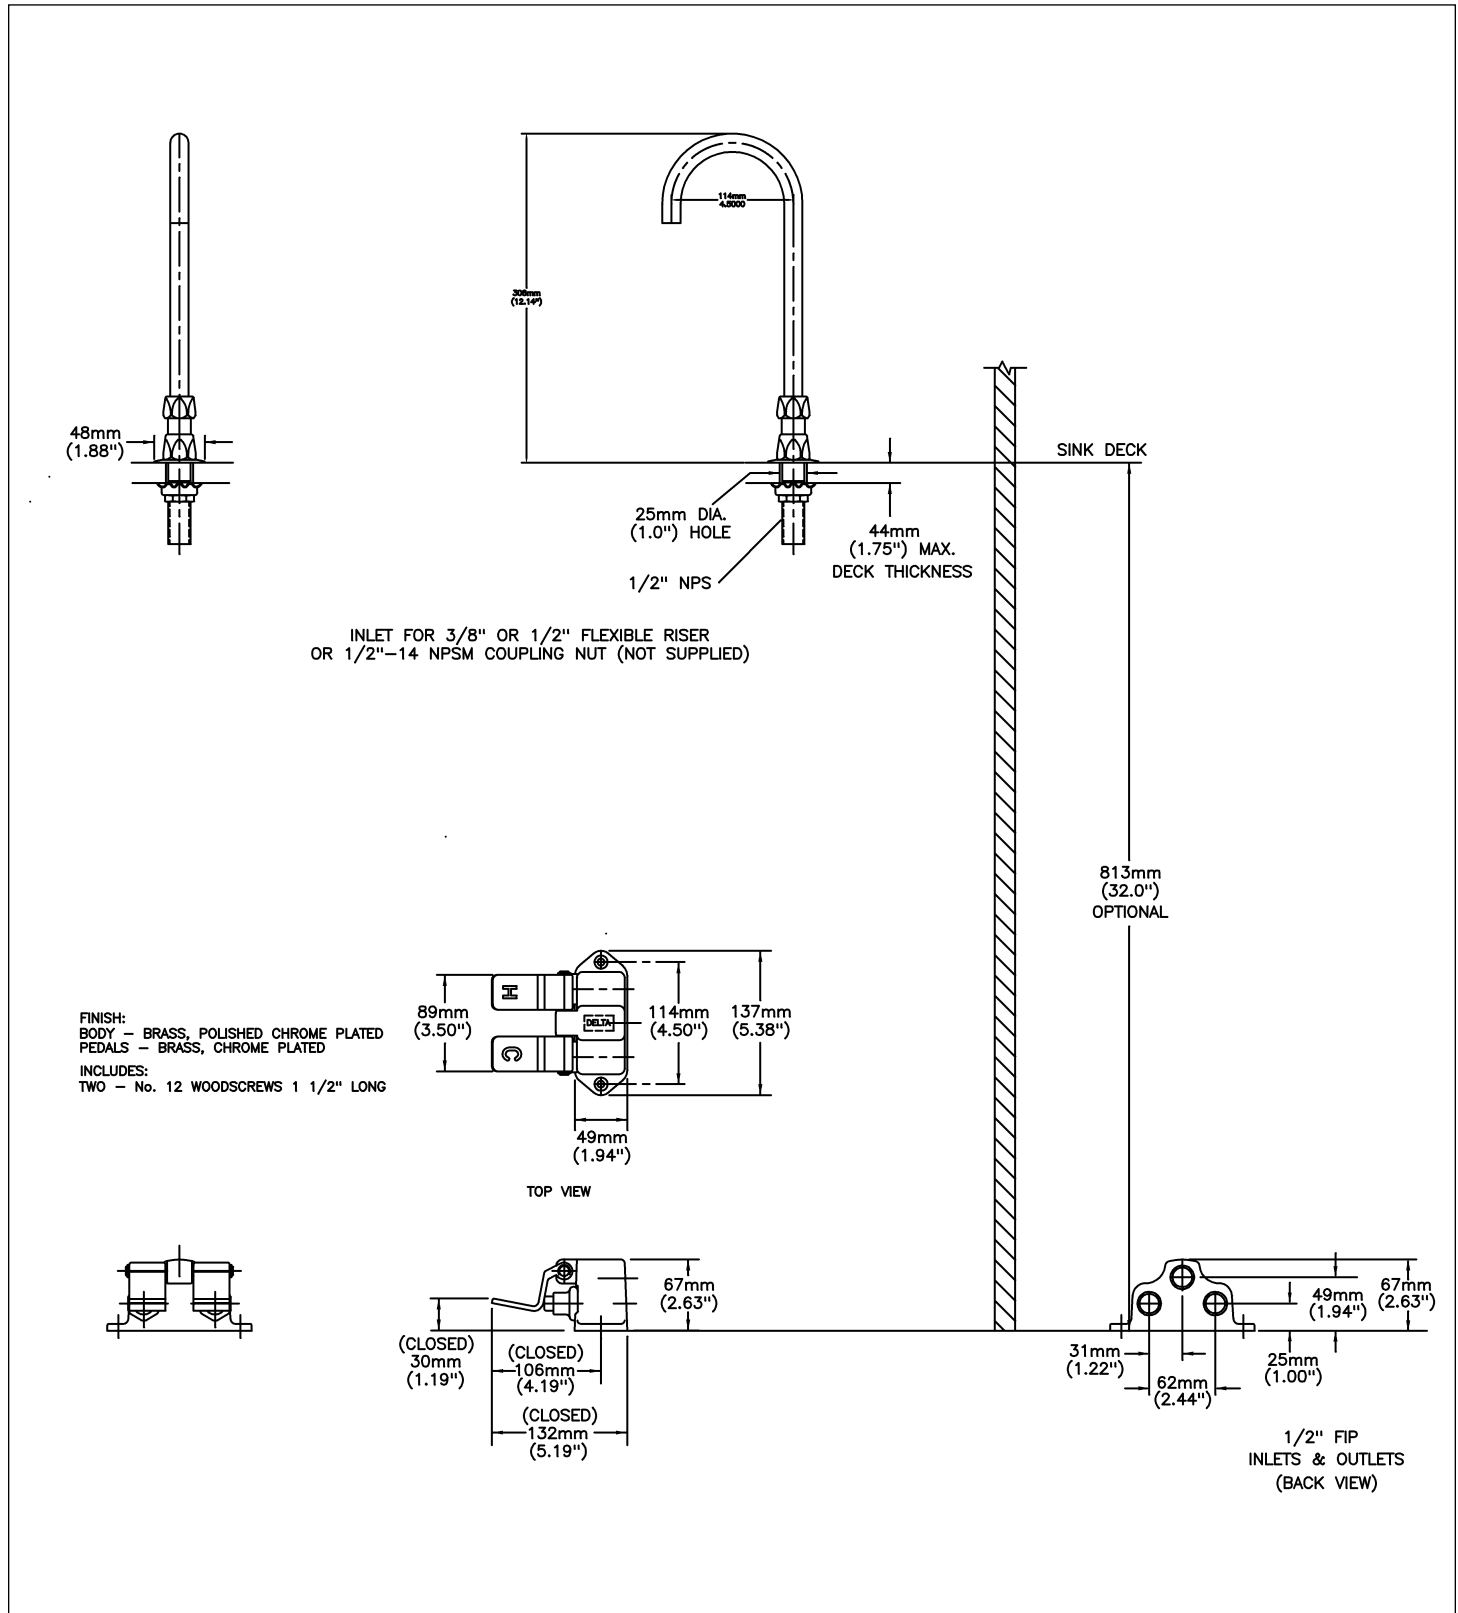 114mm
4.5000
(12.14")
48mm
(1.88")
SINK DECK
25mm DIA.
(1.0") HOLE
44mm
(1.75") MAX.
DECK THICKNESS
1/2" NPS
INLET FOR 3/8" OR 1/2" FLEXIBLE RISER
OR 1/2"-14 NPSM COUPLING NUT (NOT SUPPLIED)
813mm
(32.0")
OPTIONAL
FINISH:
BODY - BRASS, POLISHED CHROME PLATED
PEDALS - BRASS, CHROME PLATED
INCLUDES:
TWO - No. 12 WOODSCREWS 1 1/2" LONG
89mm
(3.50")
H
DELTA
C
114mm
(4.50")
137mm
(5.38")
49mm
(1.94")
TOP VIEW
67mm
(2.63")
(CLOSED)
30mm
(1.19")
(CLOSED)
106mm
(4.19")
(CLOSED)
132mm
(5.19")
49mm
(1.94")
67mm
(2.63")
31mm
(1.22")
62mm
(2.44")
25mm
(1.00")
1/2" FIP
INLETS & OUTLETS
(BACK VIEW)